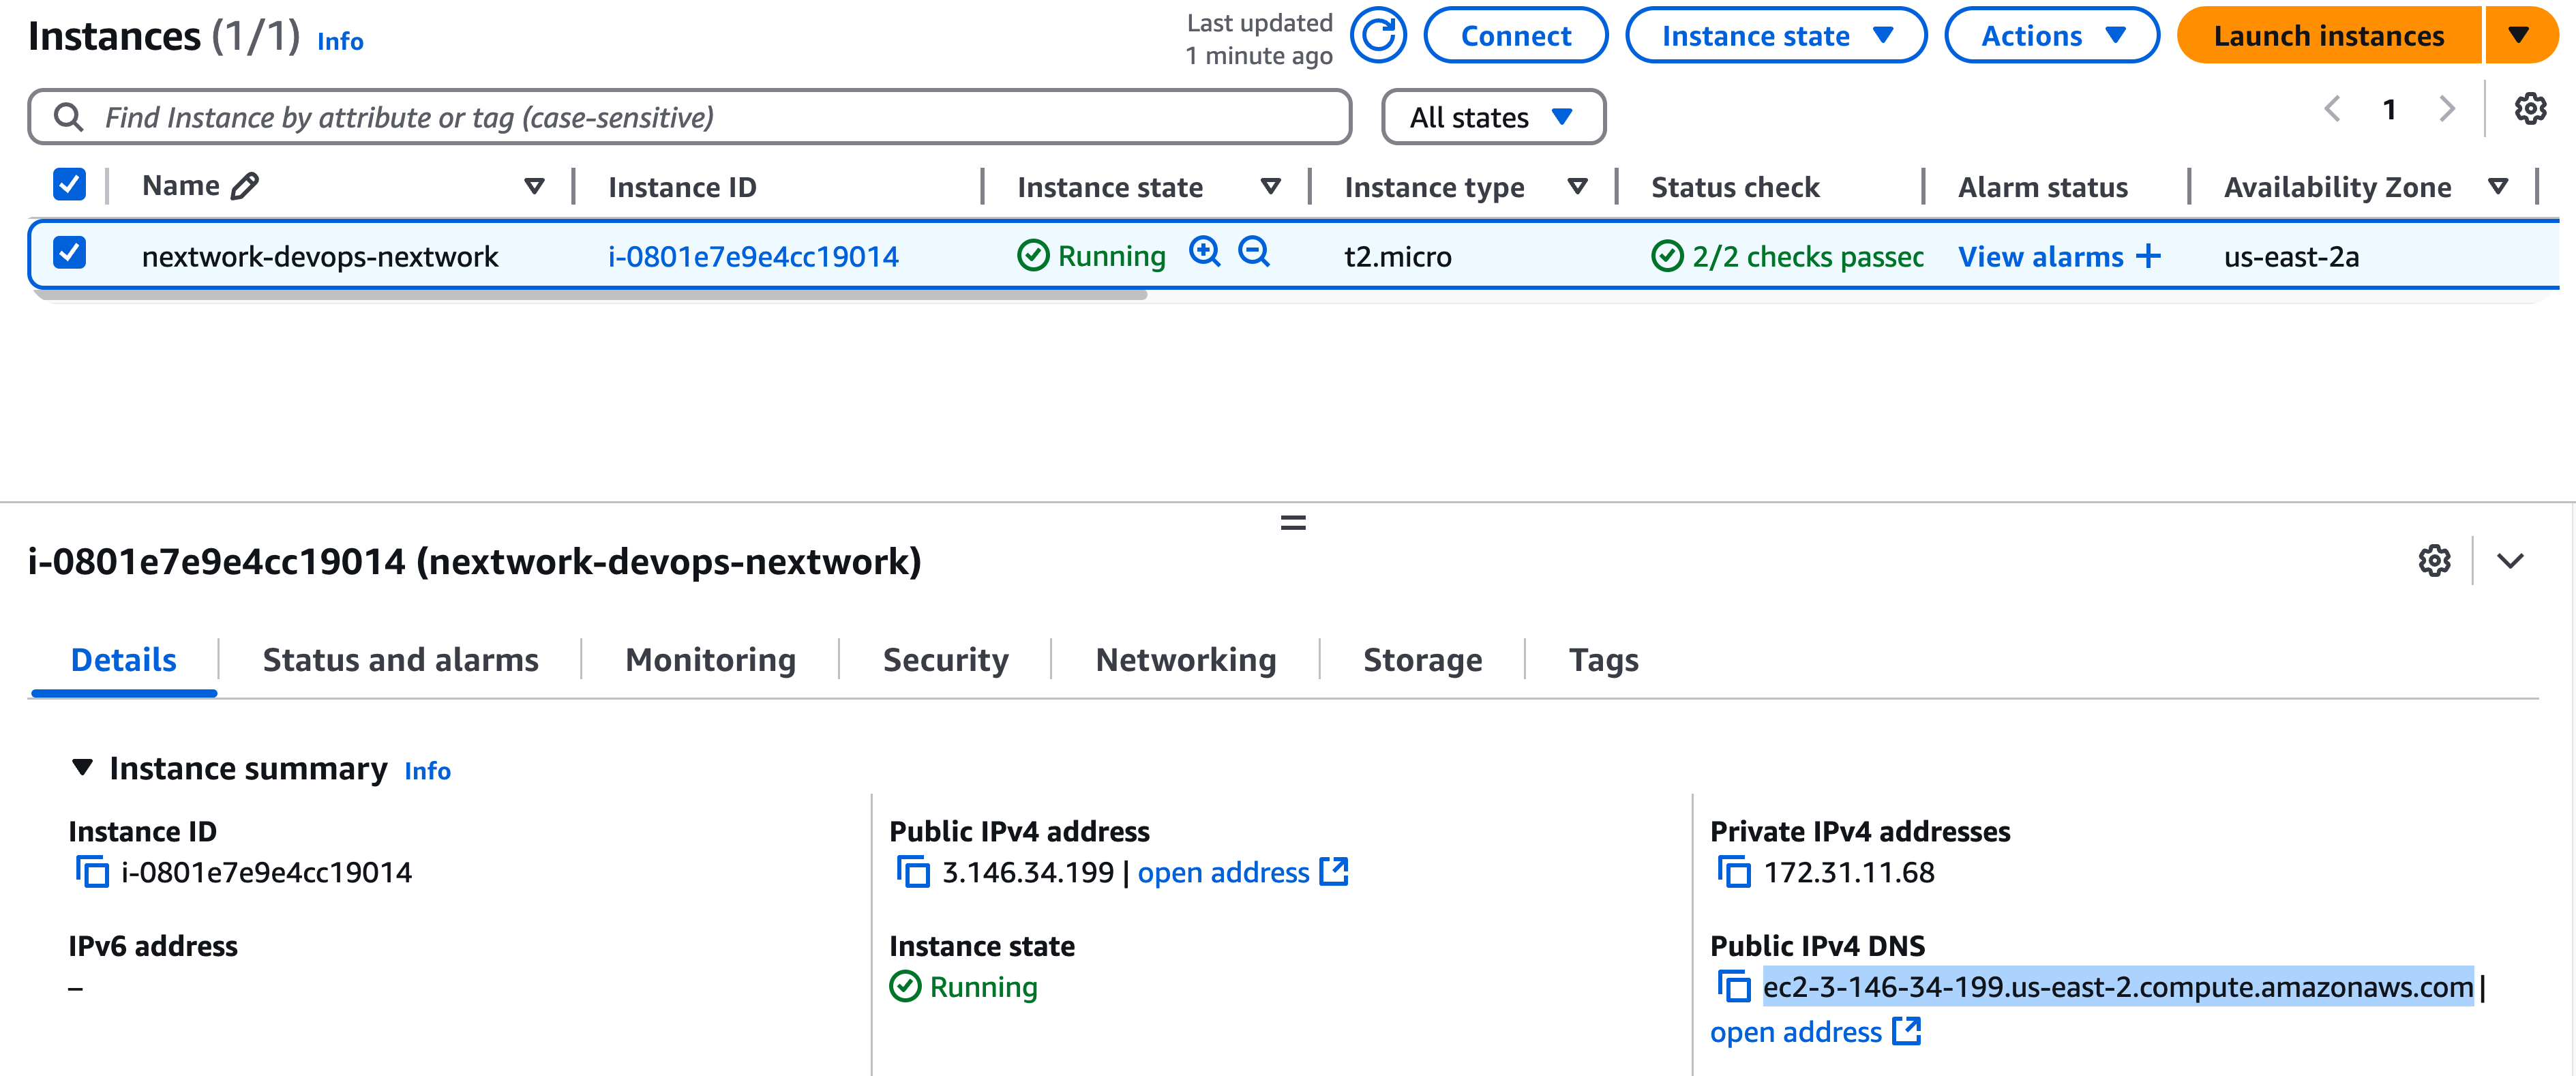 Instances (1/1) Info
Last updated
1 minute ago
Connect
Instance state
Actions
Launch instances
Find Instance by attribute or tag (case-sensitive)
All states
1
Name
Instance ID
Instance state
Instance type
Status check
Alarm status
Availability Zone
nextwork-devops-nextwork
i-0801e7e9e4cc19014
Running
t2.micro
2/2 checks passec
View alarms +
us-east-2a
i-0801e7e9e4cc19014 (nextwork-devops-nextwork)
Details
Status and alarms
Monitoring
Security
Networking
Storage
Tags
Instance summary Info
Instance ID
i-0801e7e9e4cc19014
Public IPv4 address
3.146.34.199 | open address
Private IPv4 addresses
172.31.11.68
IPv6 address
–
Instance state
Running
Public IPv4 DNS
ec2-3-146-34-199.us-east-2.compute.amazonaws.com |
open address